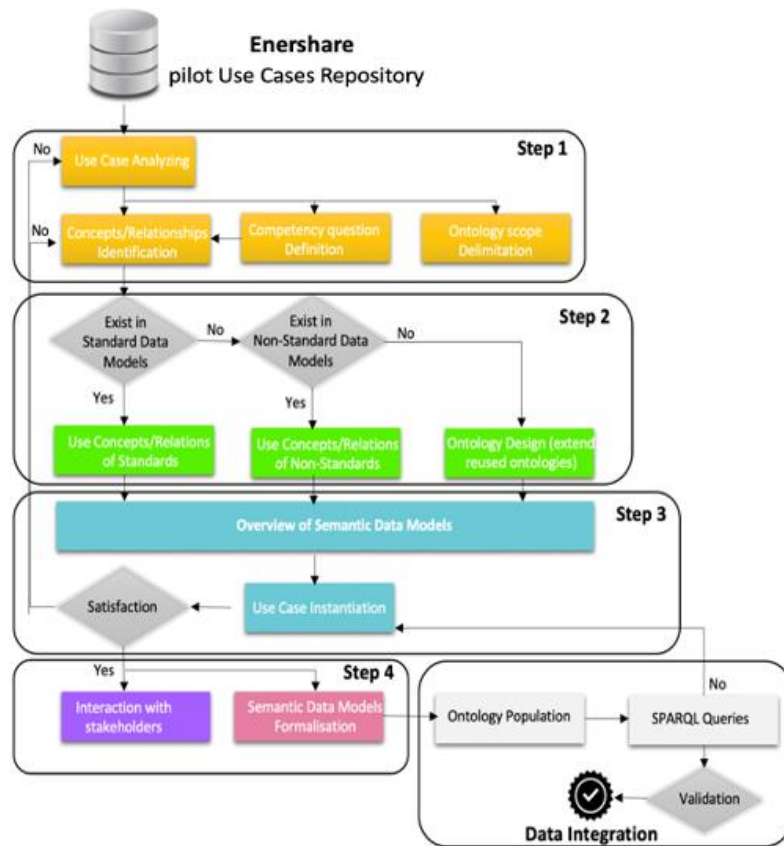 Enershare
pilot Use Cases Repository
Step 1
No
Use Case Analyzing
No
Concepts/Relationships
Identification
Competency question
Definition
Ontology scope
Delimitation
Step 2
Exist in
Standard Data
Models
No
Exist in
Non-Standard Data
Models
No
Yes
Yes
Use Concepts/Relations
of Standards
Use Concepts/Relations
of Non-Standards
Ontology Design (extend
reused ontologies)
Step 3
Overview of Semantic Data Models
Satisfaction
Use Case Instantiation
Step 4
Yes
No
Interaction with
stakeholders
Semantic Data Models
Formalisation
Ontology Population
SPARQL Queries
Validation
Data Integration